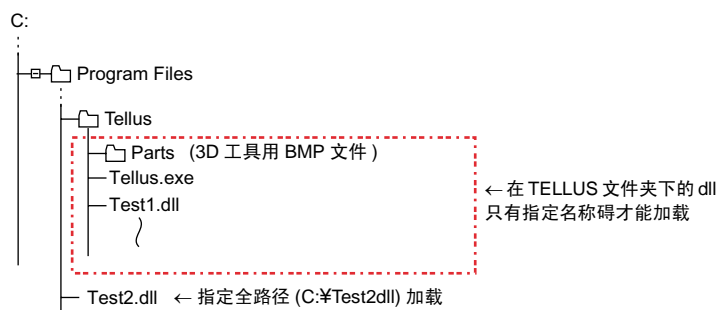 C:
Program Files
Tellus
Parts (3D 工具用 BMP 文件 )
Tellus.exe
Test1.dll
←在 TELLUS 文件夹下的 dll
只有指定名称碍才能加载
Test2.dll ← 指定全路径 (C:¥Test2dll) 加载